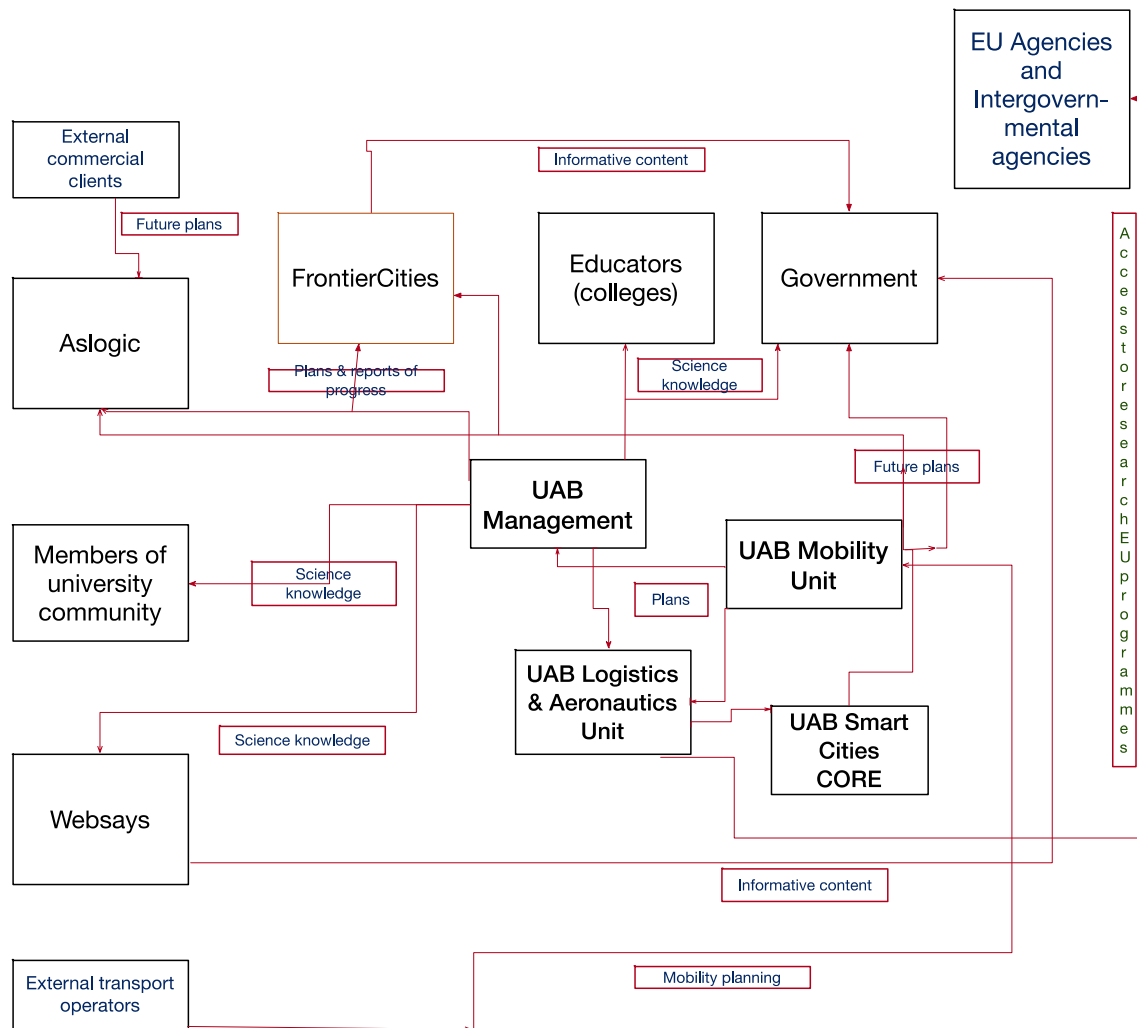 EU Agencies
and
Intergovern-
mental
agencies
External
commercial
clients
Informative content
Future plans
FrontierCities
Educators
(colleges)
Government
Aslogic
Plans & reports of
progress
Science
knowledge
UAB
Management
Future plans
Members of
university
community
Science
knowledge
UAB Mobility
Unit
Plans
UAB Logistics
& Aeronautics
Unit
UAB Smart
Cities
CORE
Science knowledge
Websays
Informative content
External transport
operators
Mobility planning
AccesstoresearchEUprogrammes